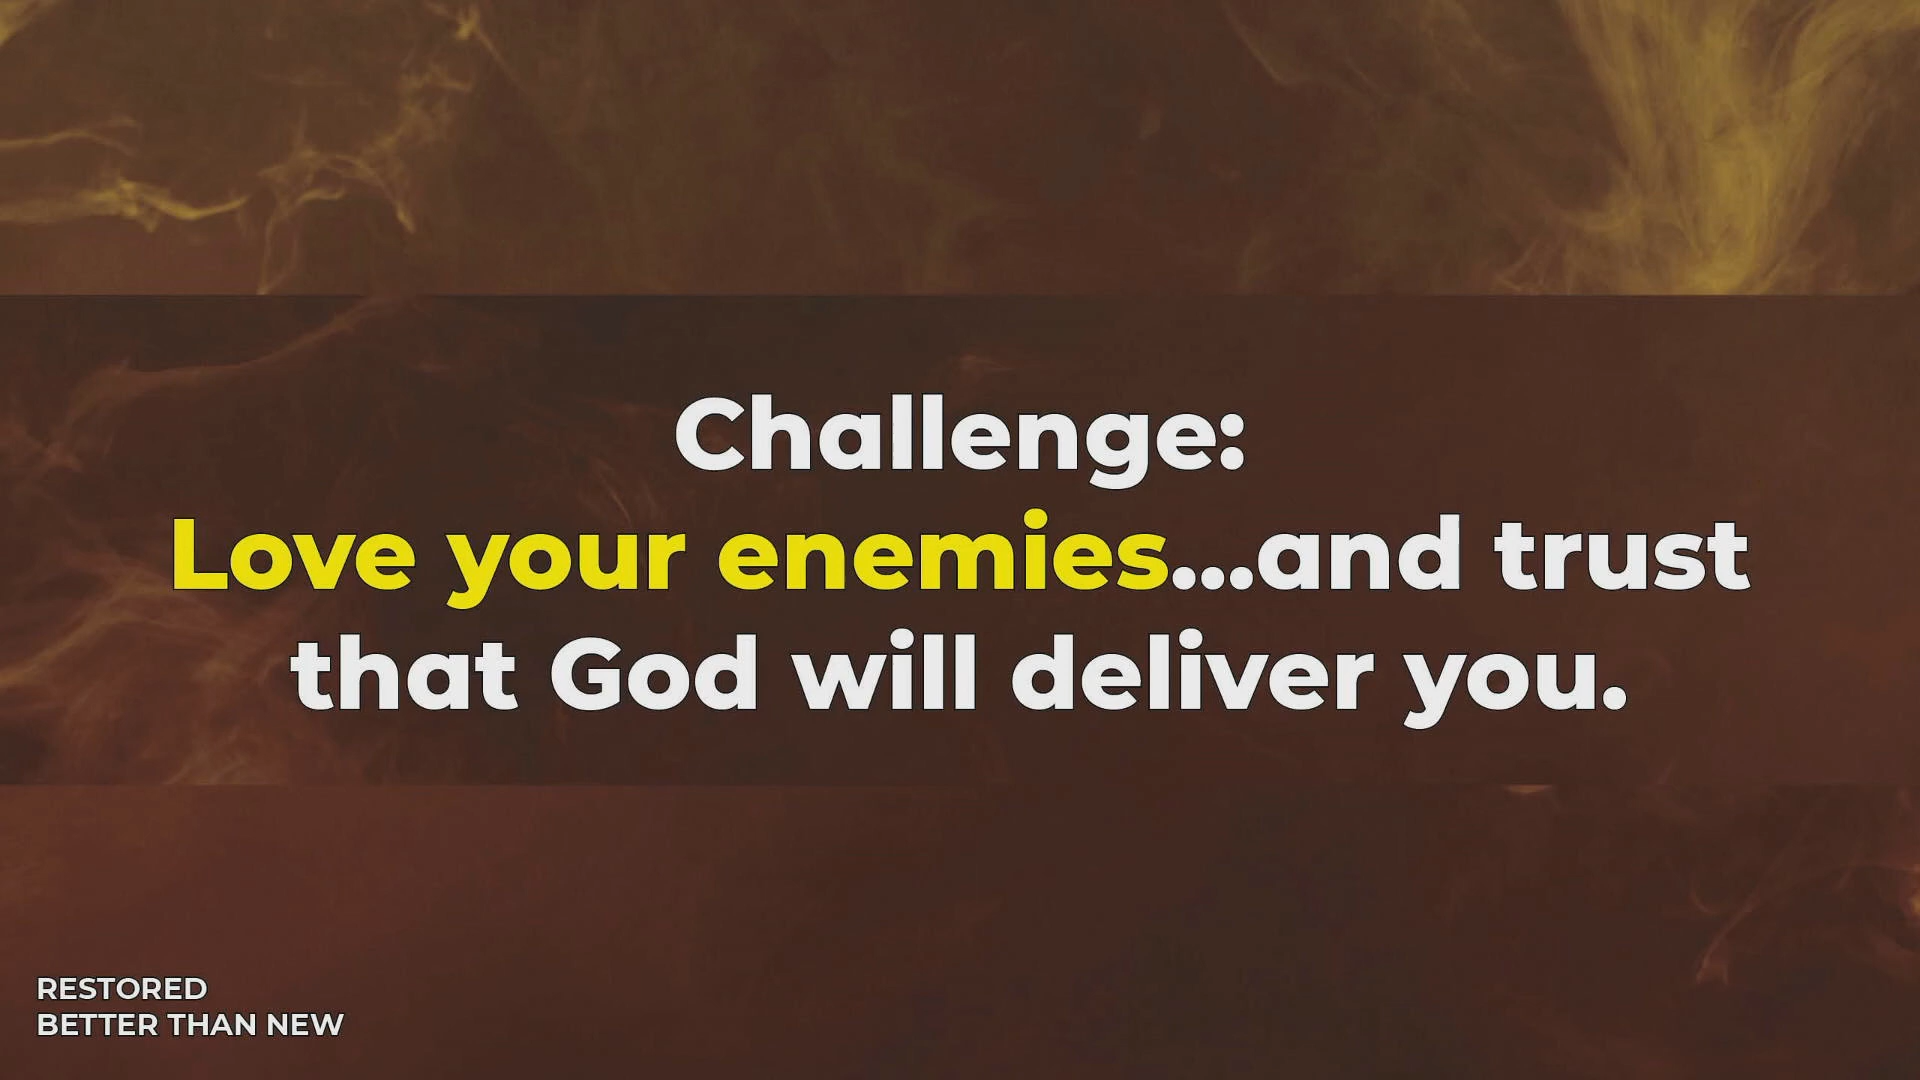 Challenge:
Love your enemies...and trust
that God will deliver you.
RESTORED
BETTER THAN NEW